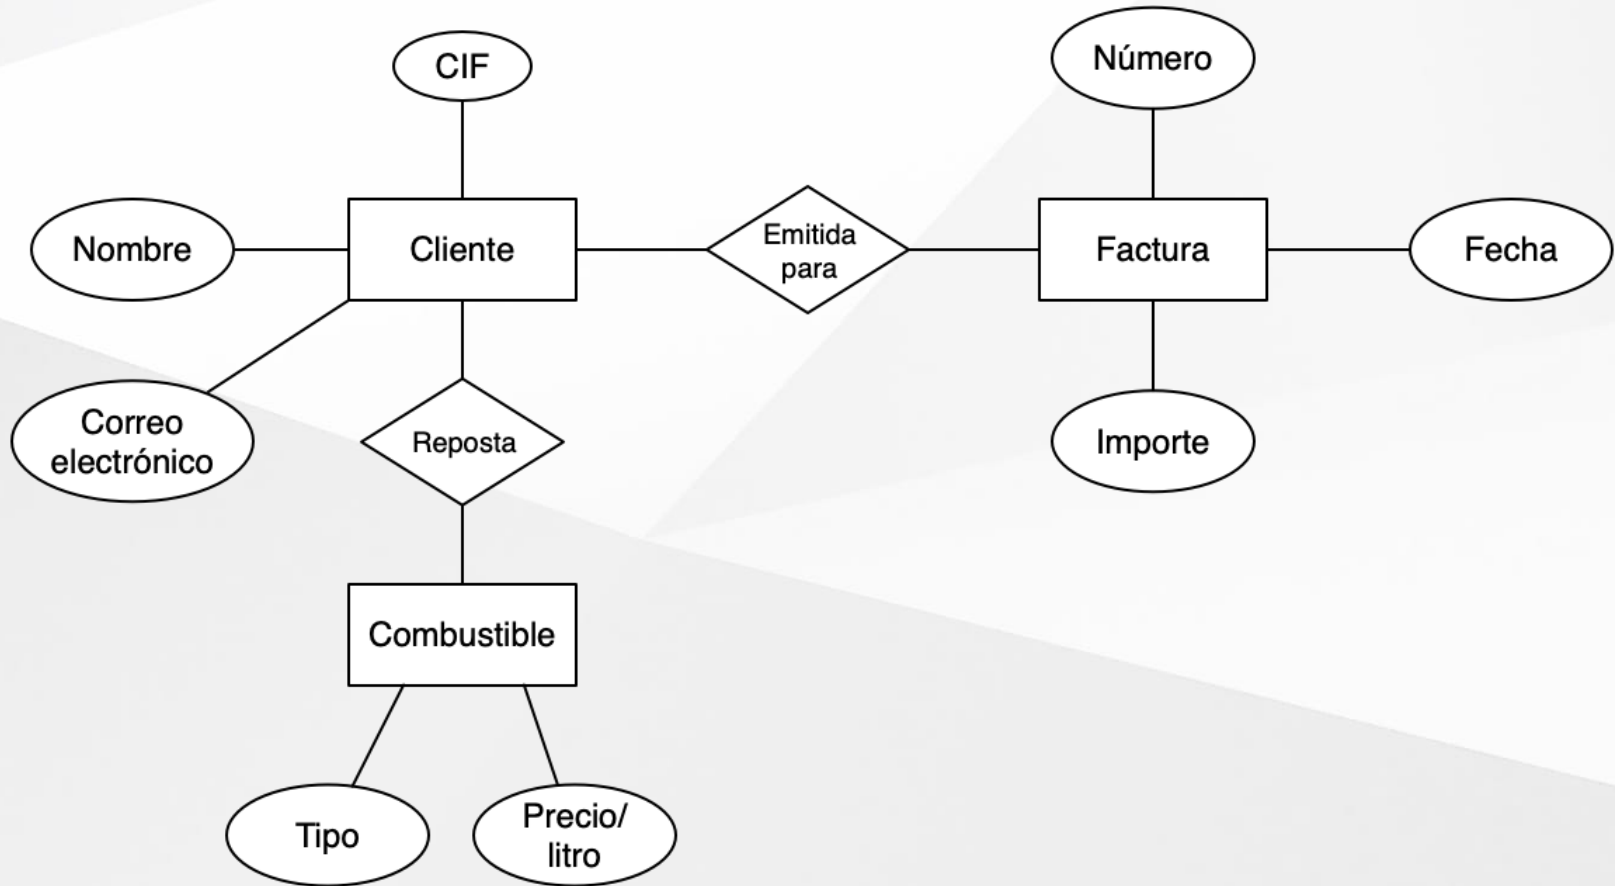 CIF
Número
Nombre
Cliente
Emitida
para
Factura
Fecha
Correo
electrónico
Reposta
Importe
Combustible
Tipo
Precio/
litro